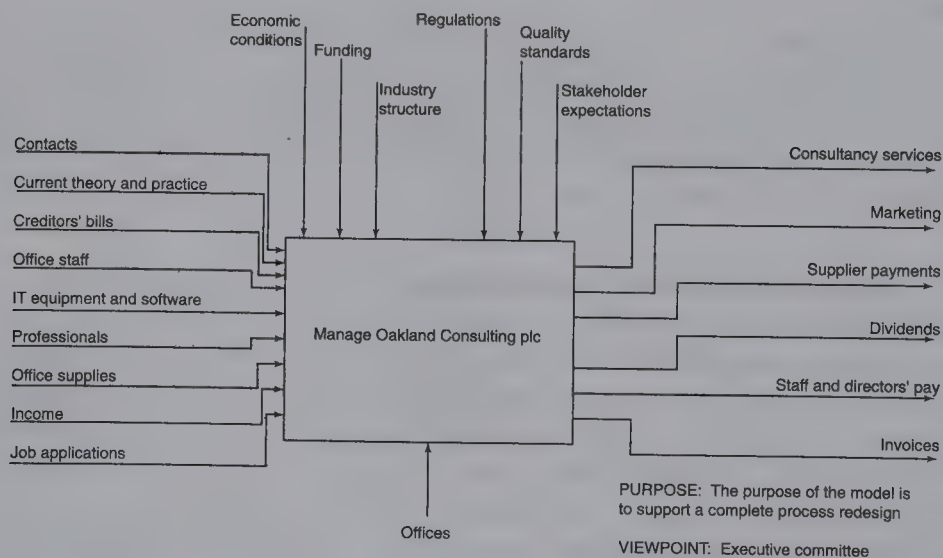 Economic
conditions
Funding
Industry
structure
Regulations
Quality
standards
Stakeholder
expectations
Contacts
Current theory and practice
Creditors' bills
Office staff
IT equipment and software
Professionals
Office supplies
Income
Job applications
Manage Oakland Consulting plc
Consultancy services
Marketing
Supplier payments
Dividends
Staff and directors' pay
Invoices
Offices
PURPOSE: The purpose of the model is
to support a complete process redesign
VIEWPOINT: Executive committee